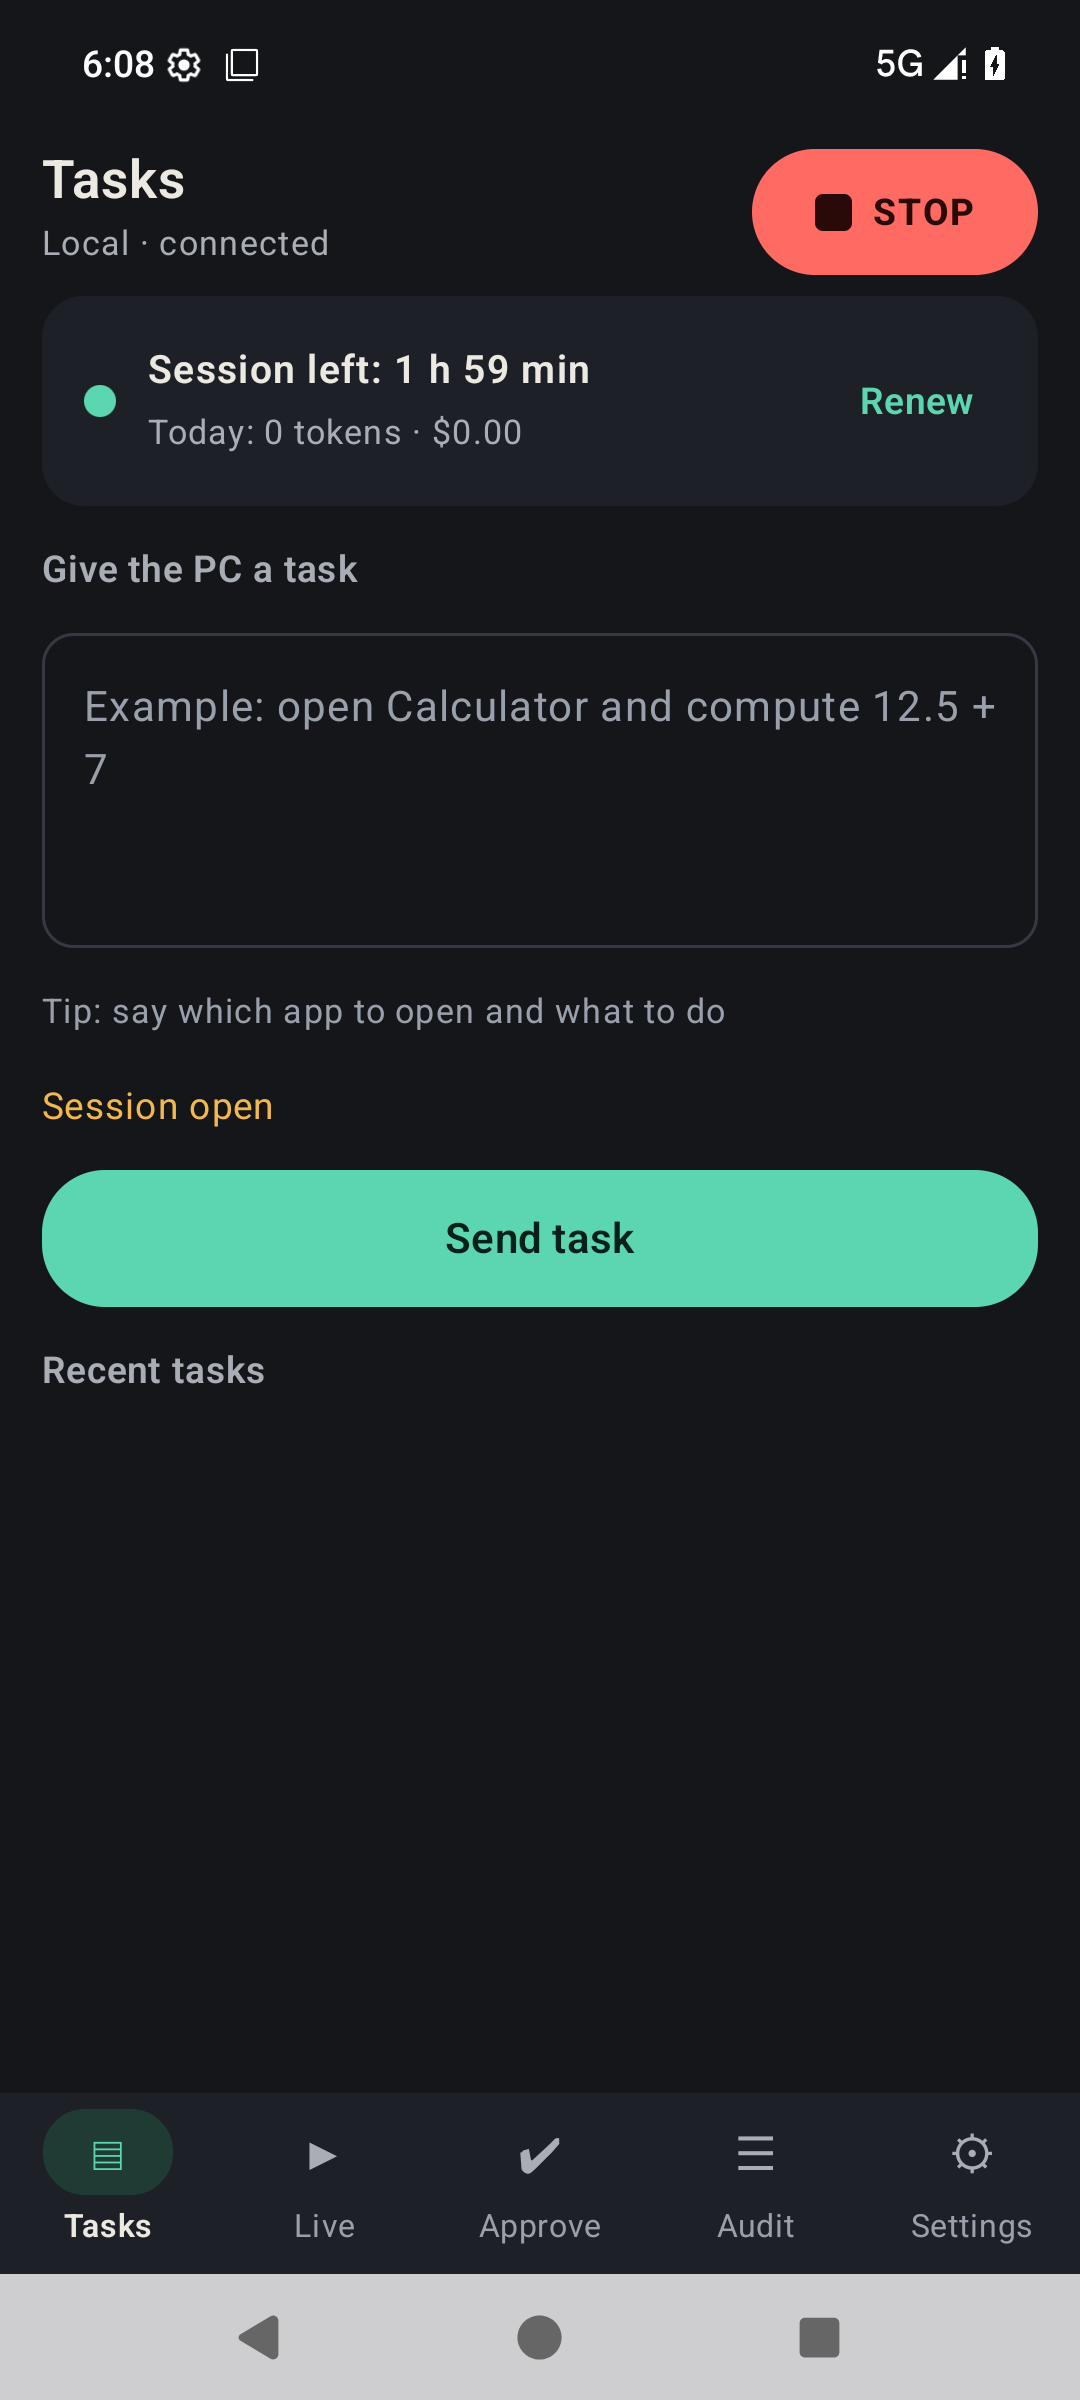 6:08
5G
Tasks
STOP
Local · connected
Session left: 1 h 59 min
Renew
Today: 0 tokens · $0.00
Give the PC a task
Example: open Calculator and compute 12.5 +
7
Tip: say which app to open and what to do
Session open
Send task
Recent tasks
Tasks
Live
Approve
Audit
Settings